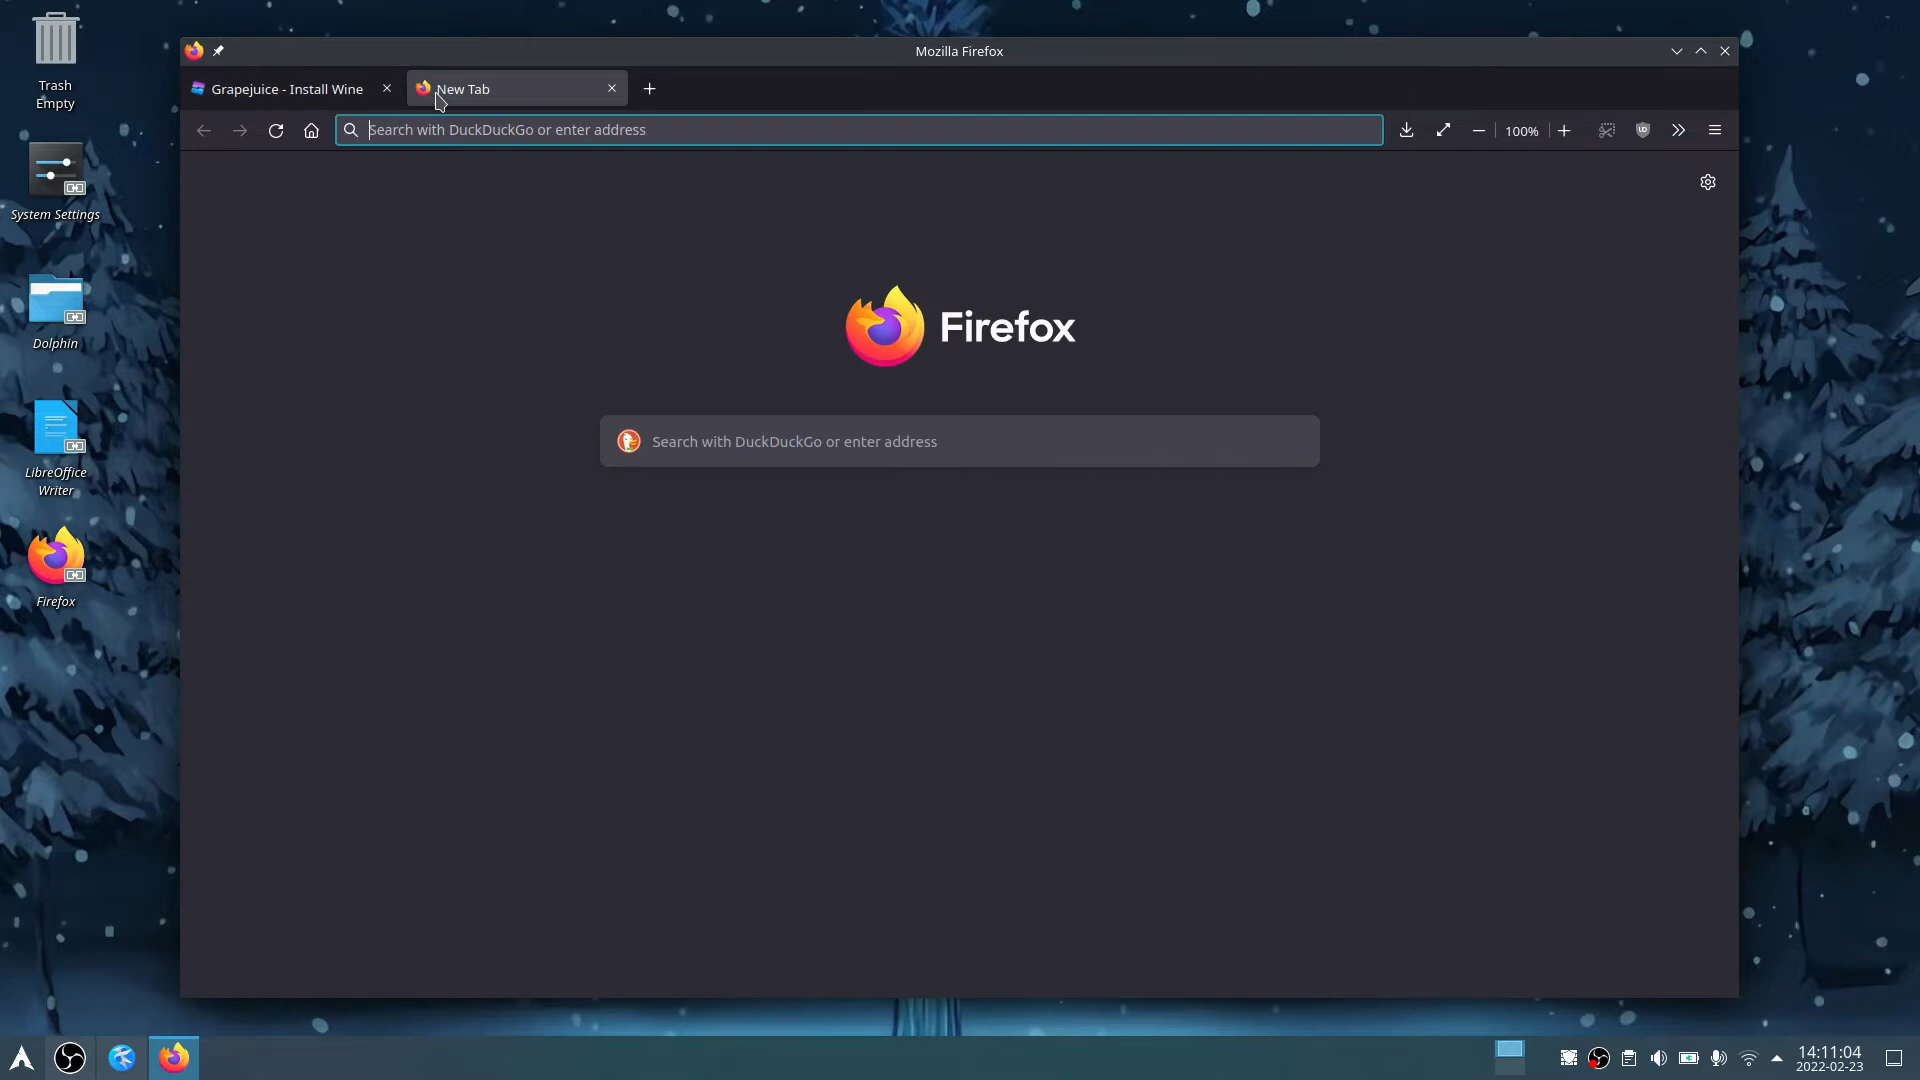 Trash
Empty
System Settings
Dolphin
LibreOffice
Writer
Firefox
Mozilla Firefox
Grapejuice - Install Wine
New Tab
Search with DuckDuckGo or enter address
100%
Firefox
Search with DuckDuckGo or enter address
14:11:04
2022-02-23